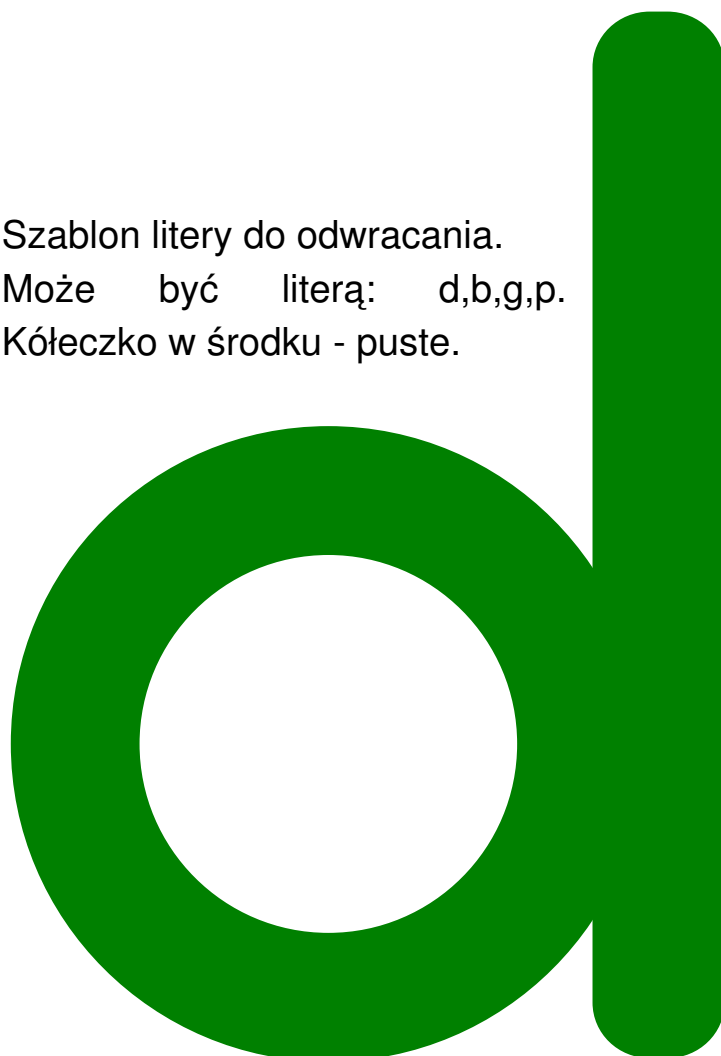 Szablon litery do odwracania.
Może być literą: d,b,g,p.
Kółeczko w środku - puste.
d